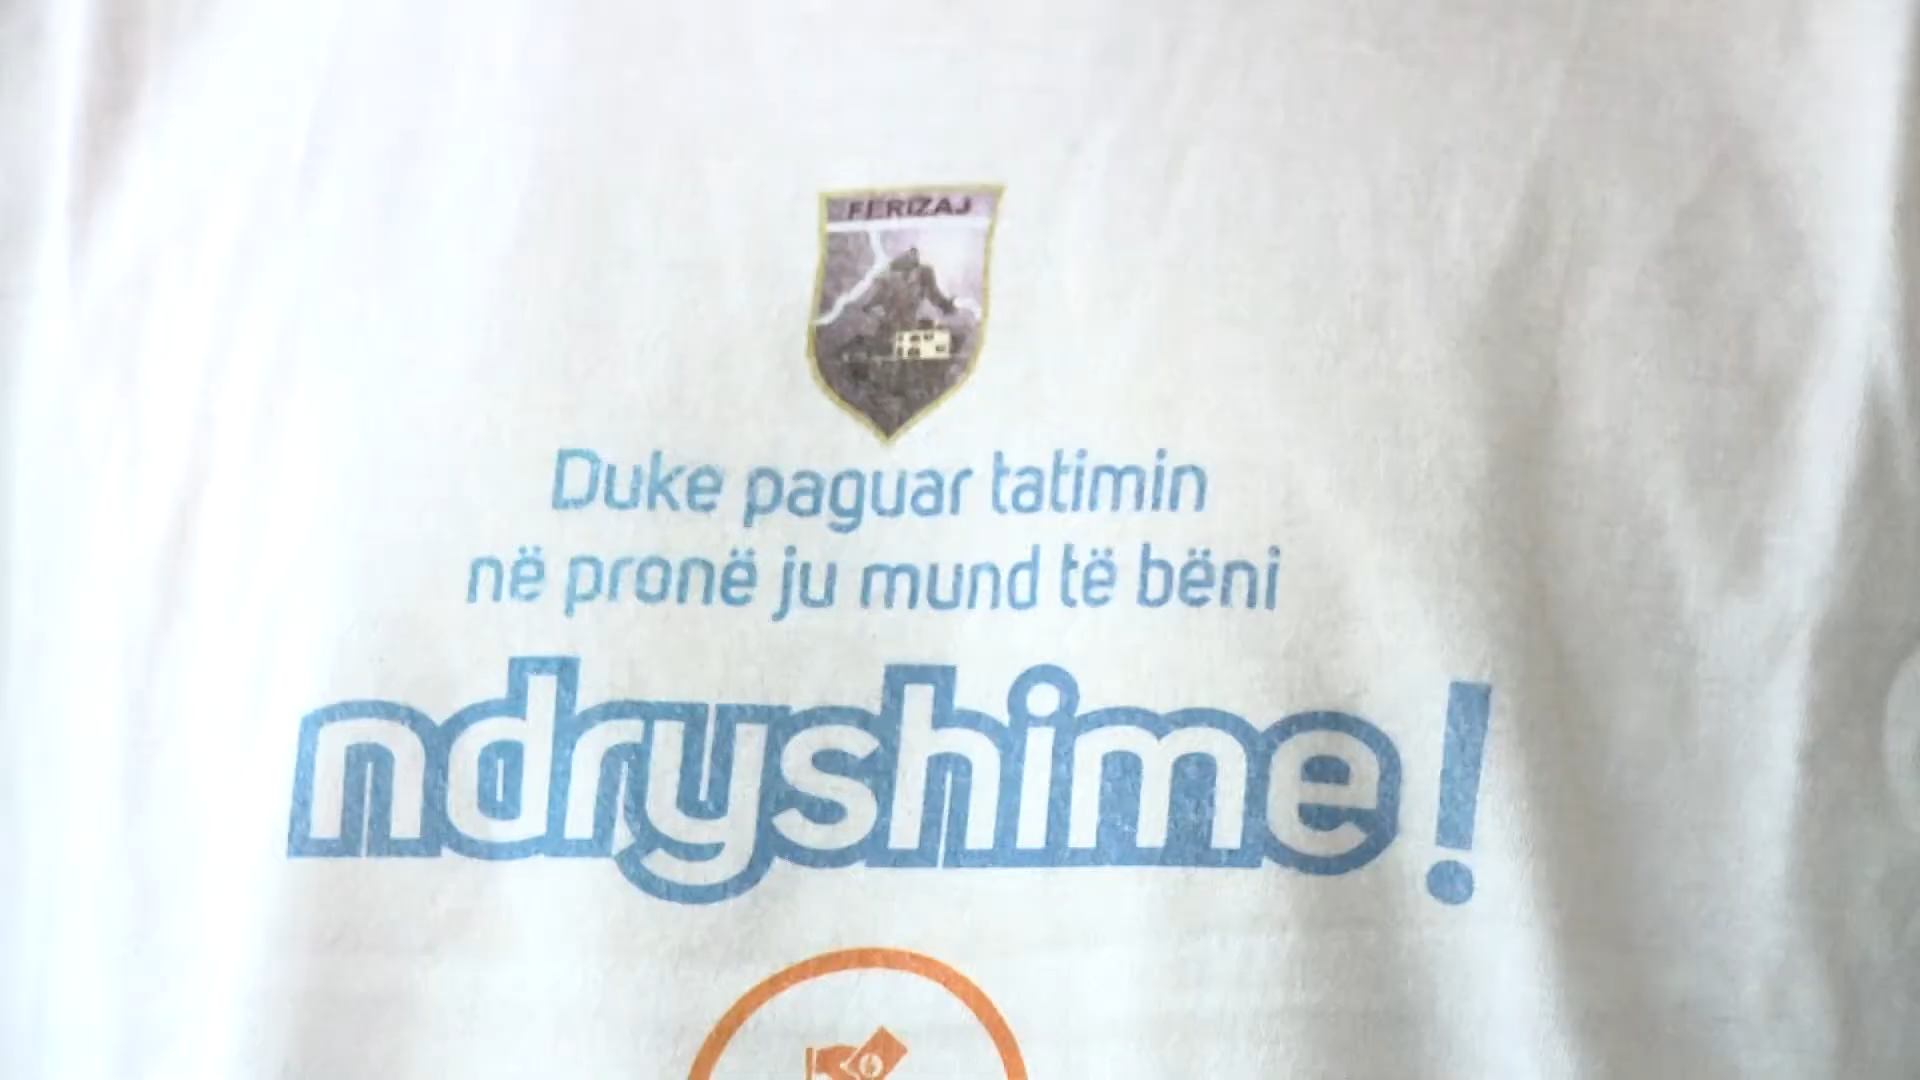 FERIZAJ
Duke paguar tatimin
në pronë ju mund të bëni
ndryshime!